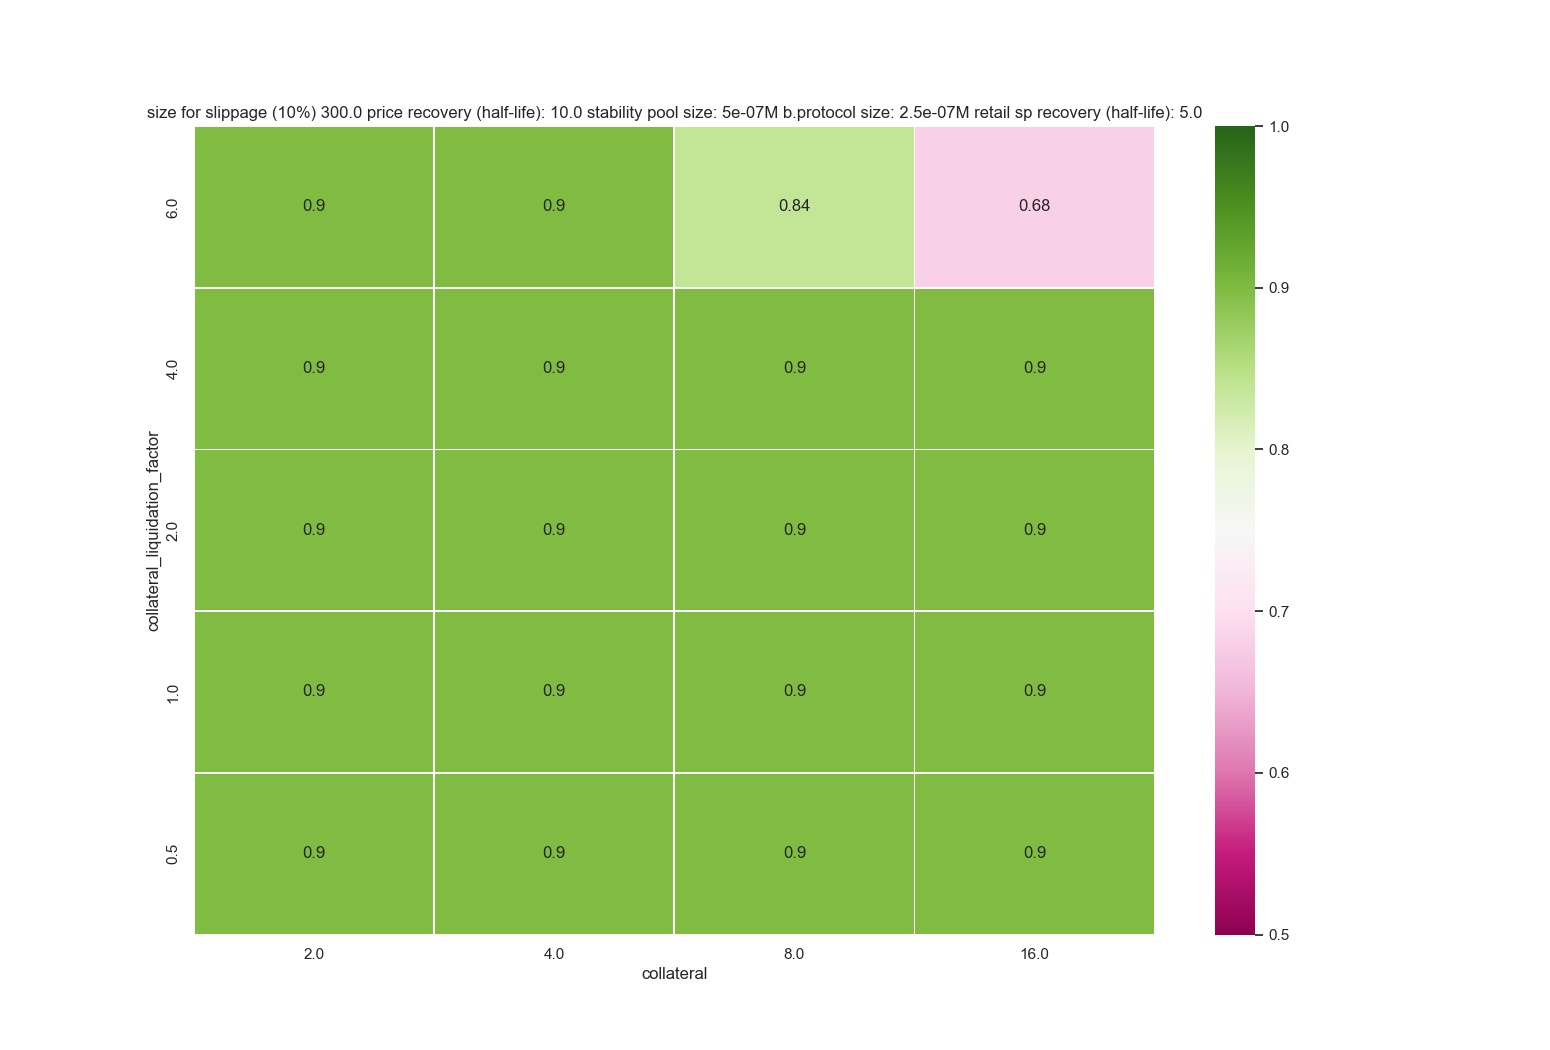 size for slippage (10%) 300.0 price recovery (half-life): 10.0 stability pool size: 5e-07M b.protocol size: 2.5e-07M retail sp recovery (half-life): 5.0
collateral_liquidation_factor
6.0 0.9 0.9 0.84 0.68
4.0 0.9 0.9 0.9 0.9
2.0 0.9 0.9 0.9 0.9
1.0 0.9 0.9 0.9 0.9
0.5 0.9 0.9 0.9 0.9
2.0 4.0 8.0 16.0
collateral
1.0
0.9
0.8
0.7
0.6
0.5